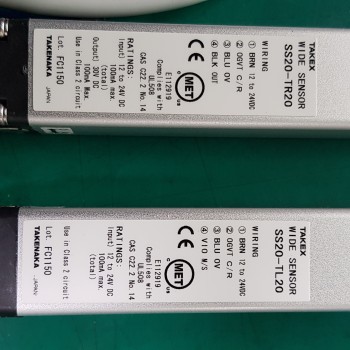 TAKEX
WIDE SENSOR
SS20-TR20
WIRING
① BRN 12 to 24VDC
② OGVT C/R
③ BLU 0V
④ BLK OUT
CE
MET
C US
E112919
Complies with
UL508
CAS C22.2 No.14
RATINGS:
Input) 12 to 24V DC
100mA max.
(total)
Output) 30V DC
100mA Max.
Use in Class 2 circuit
Lot. FC1150
TAKENAKA JAPAN
TAKEX
WIDE SENSOR
SS20-TL20
WIRING
① BRN 12 to 24VDC
② OGVT C/R
③ BLU 0V
④ VIO M/S
CE
MET
C US
E112919
Complies with
UL508
CAS C22.2 No.14
RATINGS:
Input) 12 to 24V DC
100mA max.
(total)
Use in Class 2 circuit
Lot. FC1150
TAKENAKA JAPAN